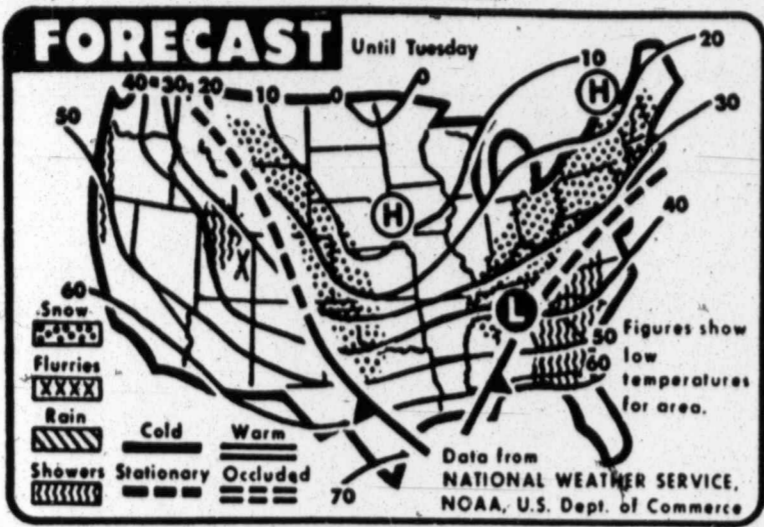 FORECAST
Until Tuesday
40 30 20 10 0 0 10 20
50
H
30
H
40
60
L
Snow
50
60
Figures show
low
temperatures
for area.
Flurries
XXXX
X
Rain
Cold Warm
Showers Stationary Occluded
70
Data from
NATIONAL WEATHER SERVICE,
NOAA, U.S. Dept. of Commerce